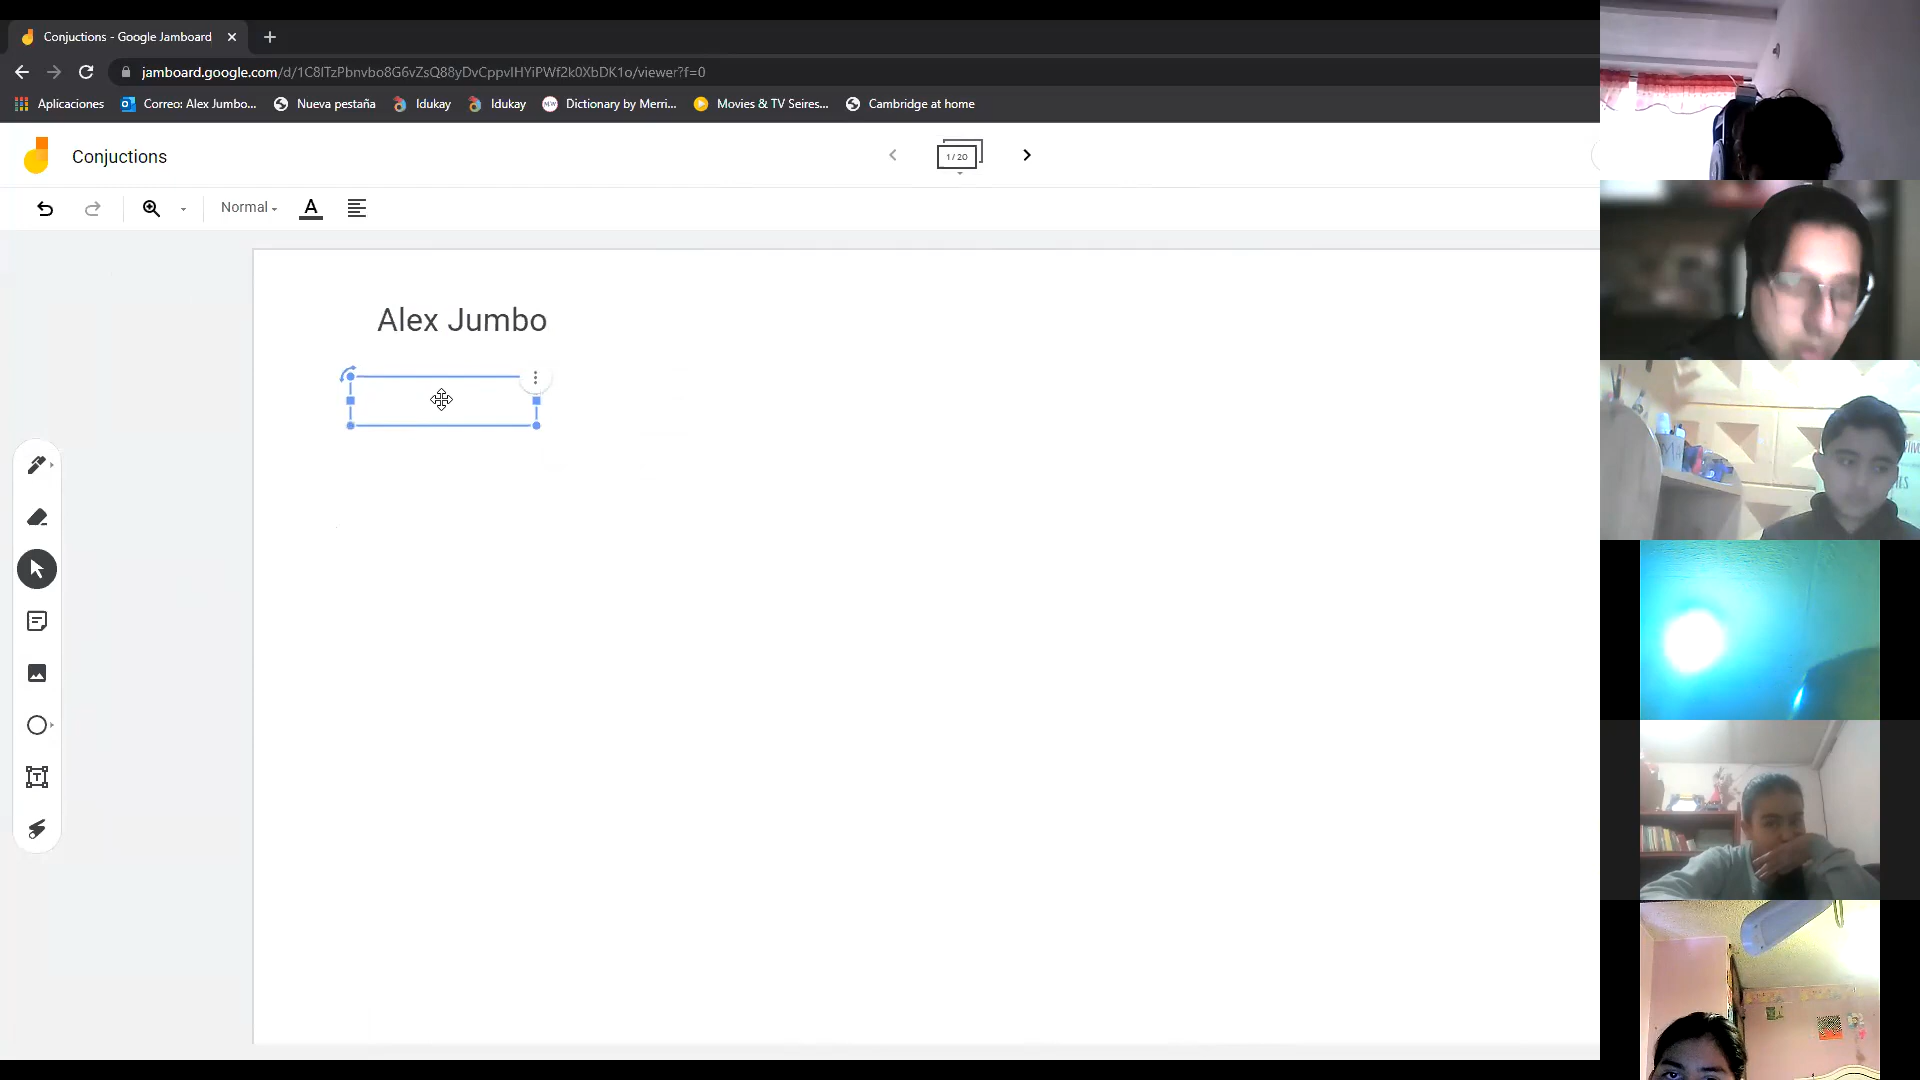 Conjuctions - Google Jamboard
jamboard.google.com/d/1C8lTzPbnvbo8G6vZsQ88yDvCppvIHYiPWf2k0XbDK1o/viewer?f=0
Aplicaciones Correo: Alex Jumbo... Nueva pestaña Idukay Idukay Dictionary by Merri... Movies & TV Seires... Cambridge at home
Conjuctions
1 / 20
Normal
Alex Jumbo